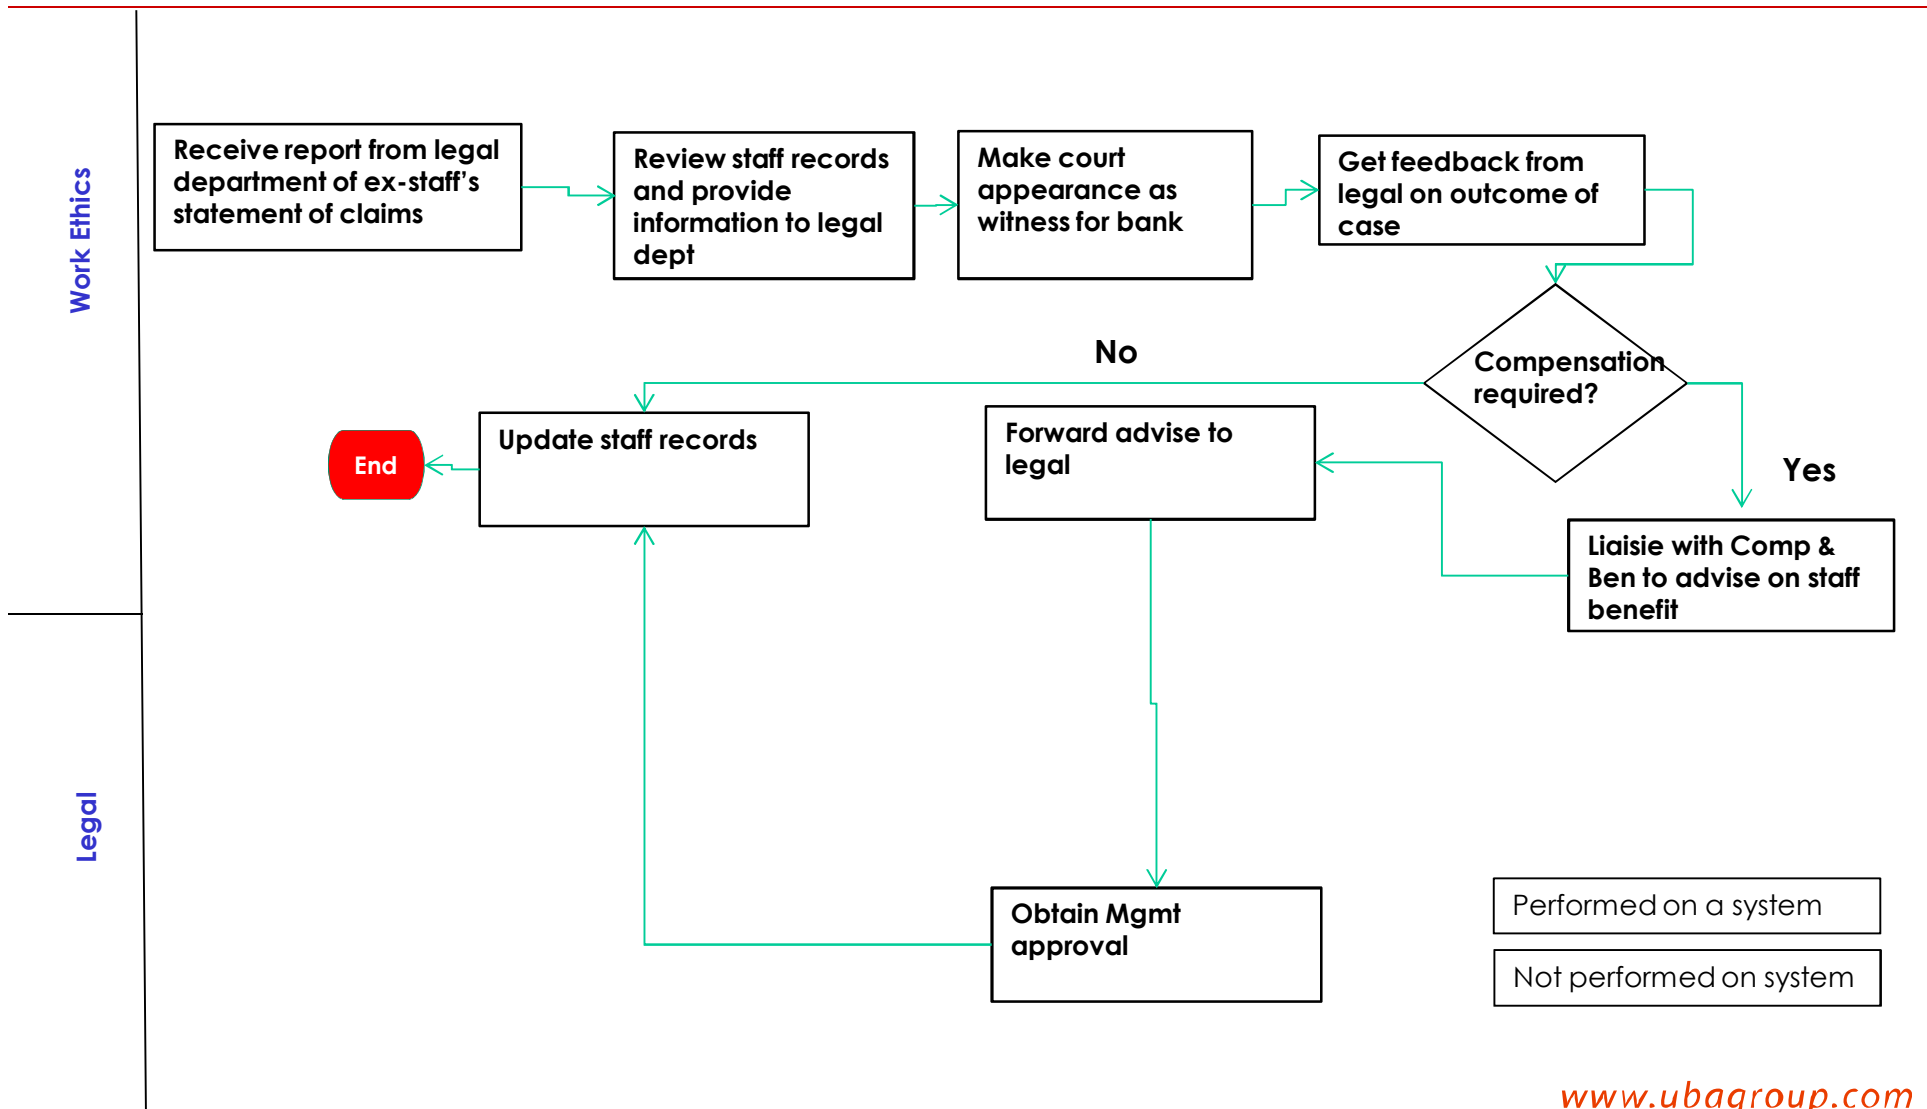 Work Ethics
Receive report from legal
department of ex-staff’s
statement of claims
Review staff records
and provide
information to legal
dept
Make court
appearance as
witness for bank
Get feedback from
legal on outcome of
case
No
Compensation
required?
Yes
End
Update staff records
Forward advise to
legal
Liaisie with Comp &
Ben to advise on staff
benefit
Legal
Obtain Mgmt
approval
Performed on a system
Not performed on system
www.ubagroup.com